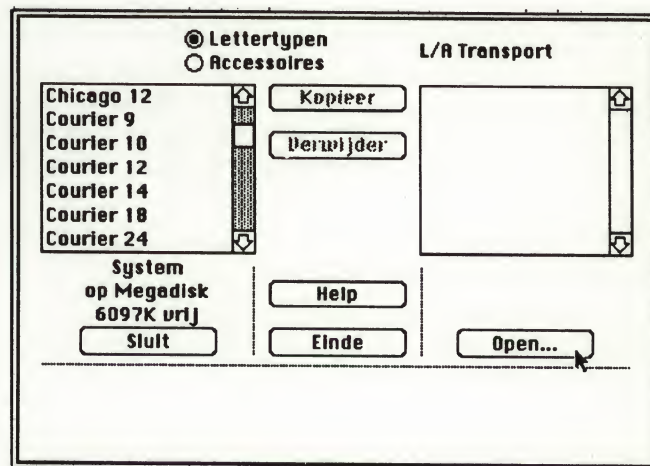 Lettertypen
Accessoires
L/A Transport
Chicago 12
Courier 9
Courier 10
Courier 12
Courier 14
Courier 18
Courier 24
Kopieer
Verwijder
System
op Megadisk
6097K vrij
Sluit
Help
Einde
Open...